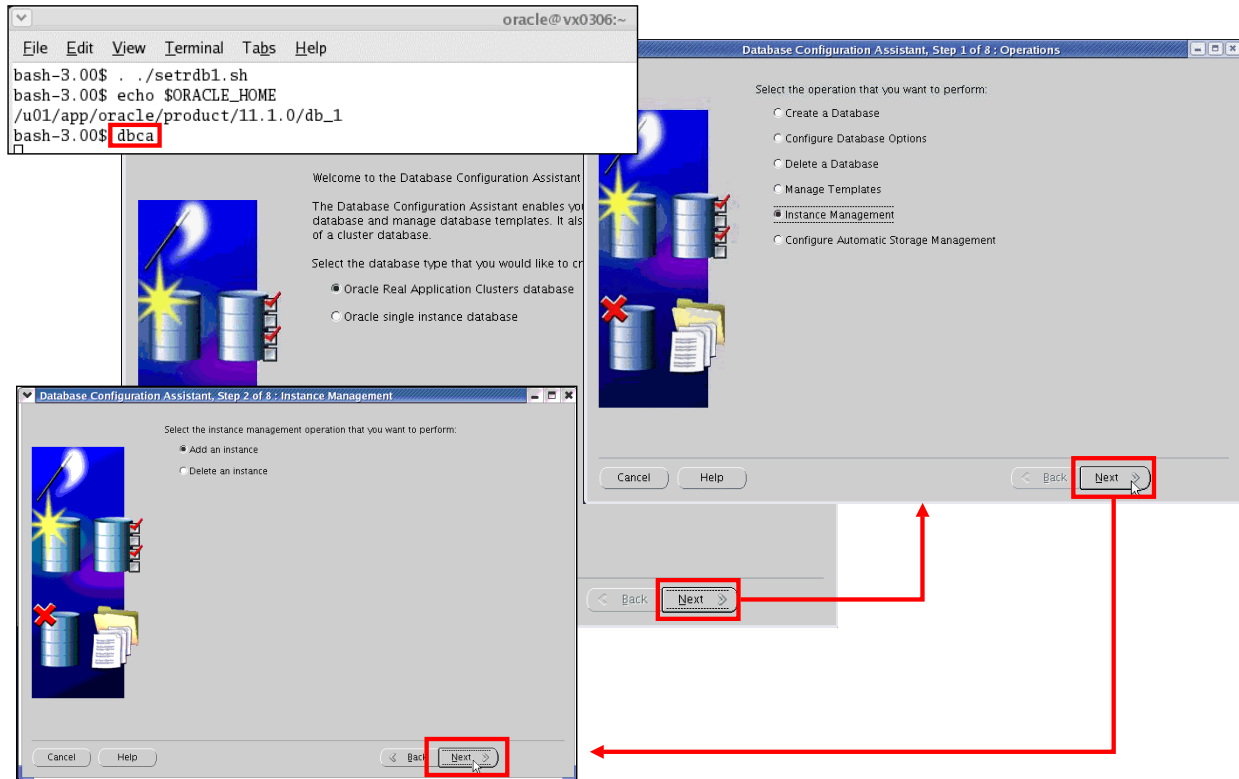 oracle@vx0306:~
File Edit View Terminal Tabs Help
bash-3.00$ . ./setrdb1.sh
bash-3.00$ echo $ORACLE_HOME
/u01/app/oracle/product/11.1.0/db_1
bash-3.00$ dbca
Welcome to the Database Configuration Assistant
The Database Configuration Assistant enables you
database and manage database templates. It als
of a cluster database.
Select the database type that you would like to cr
Oracle Real Application Clusters database
Oracle single instance database
Back Next
Database Configuration Assistant, Step 1 of 8 : Operations
Select the operation that you want to perform:
Create a Database
Configure Database Options
Delete a Database
Manage Templates
Instance Management
Configure Automatic Storage Management
Cancel Help Back Next
Database Configuration Assistant, Step 2 of 8 : Instance Management
Select the instance management operation that you want to perform:
Add an instance
Delete an instance
Cancel Help Back Next